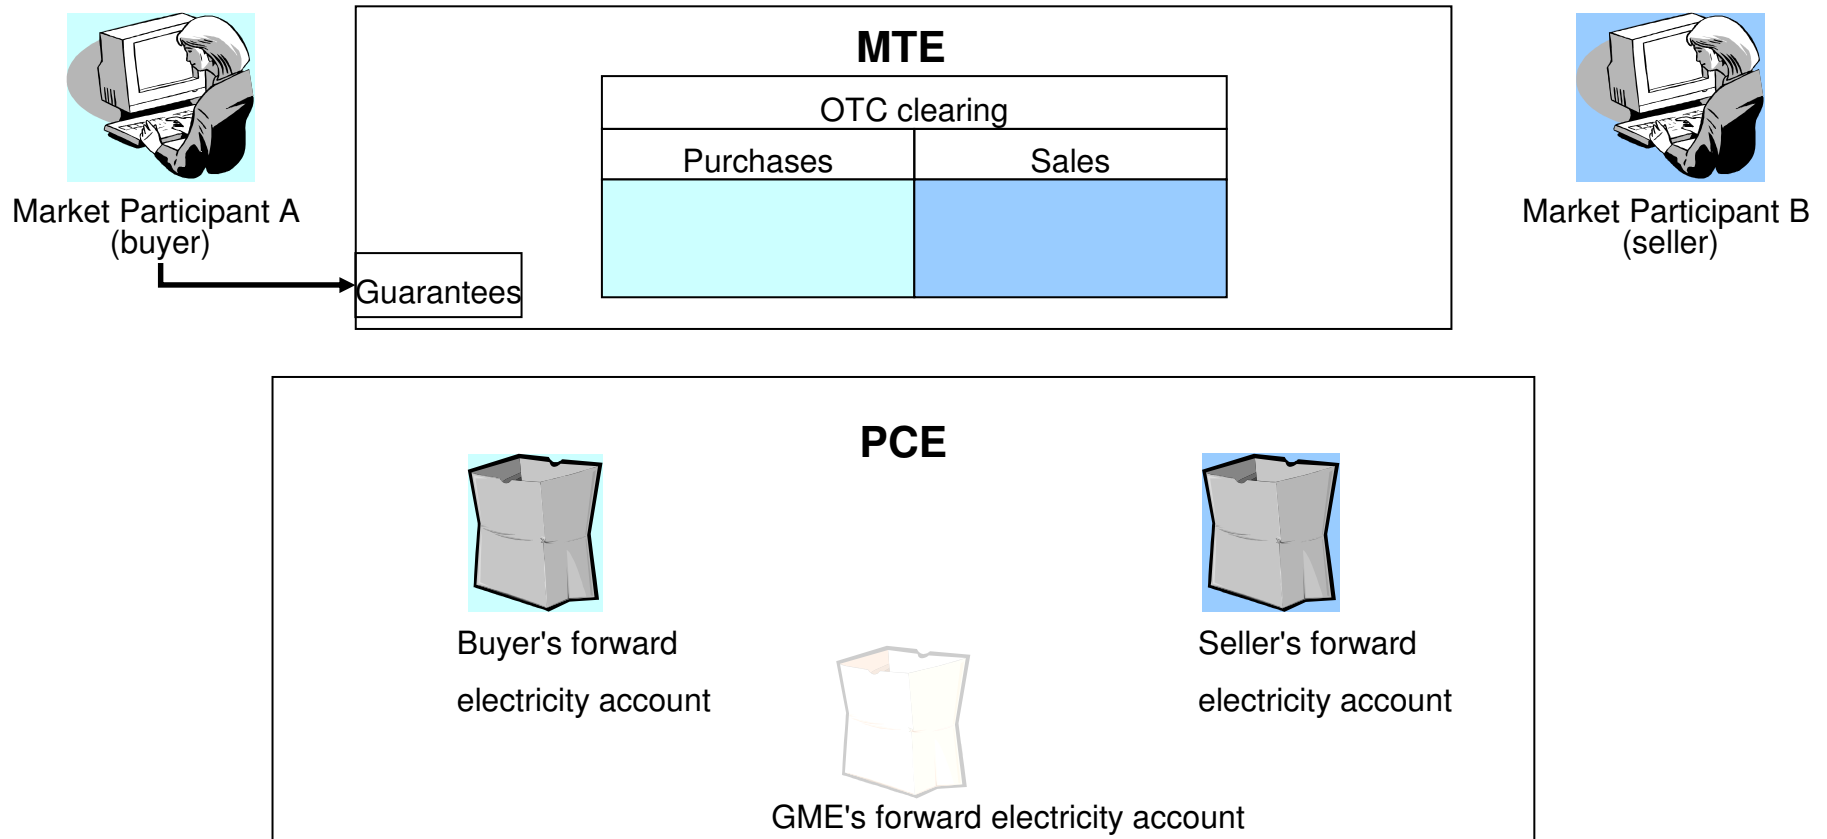 MTE
OTC clearing
Purchases Sales
Market Participant A
(buyer)
Market Participant B
(seller)
Guarantees
PCE
Buyer's forward
electricity account
Seller's forward
electricity account
GME's forward electricity account